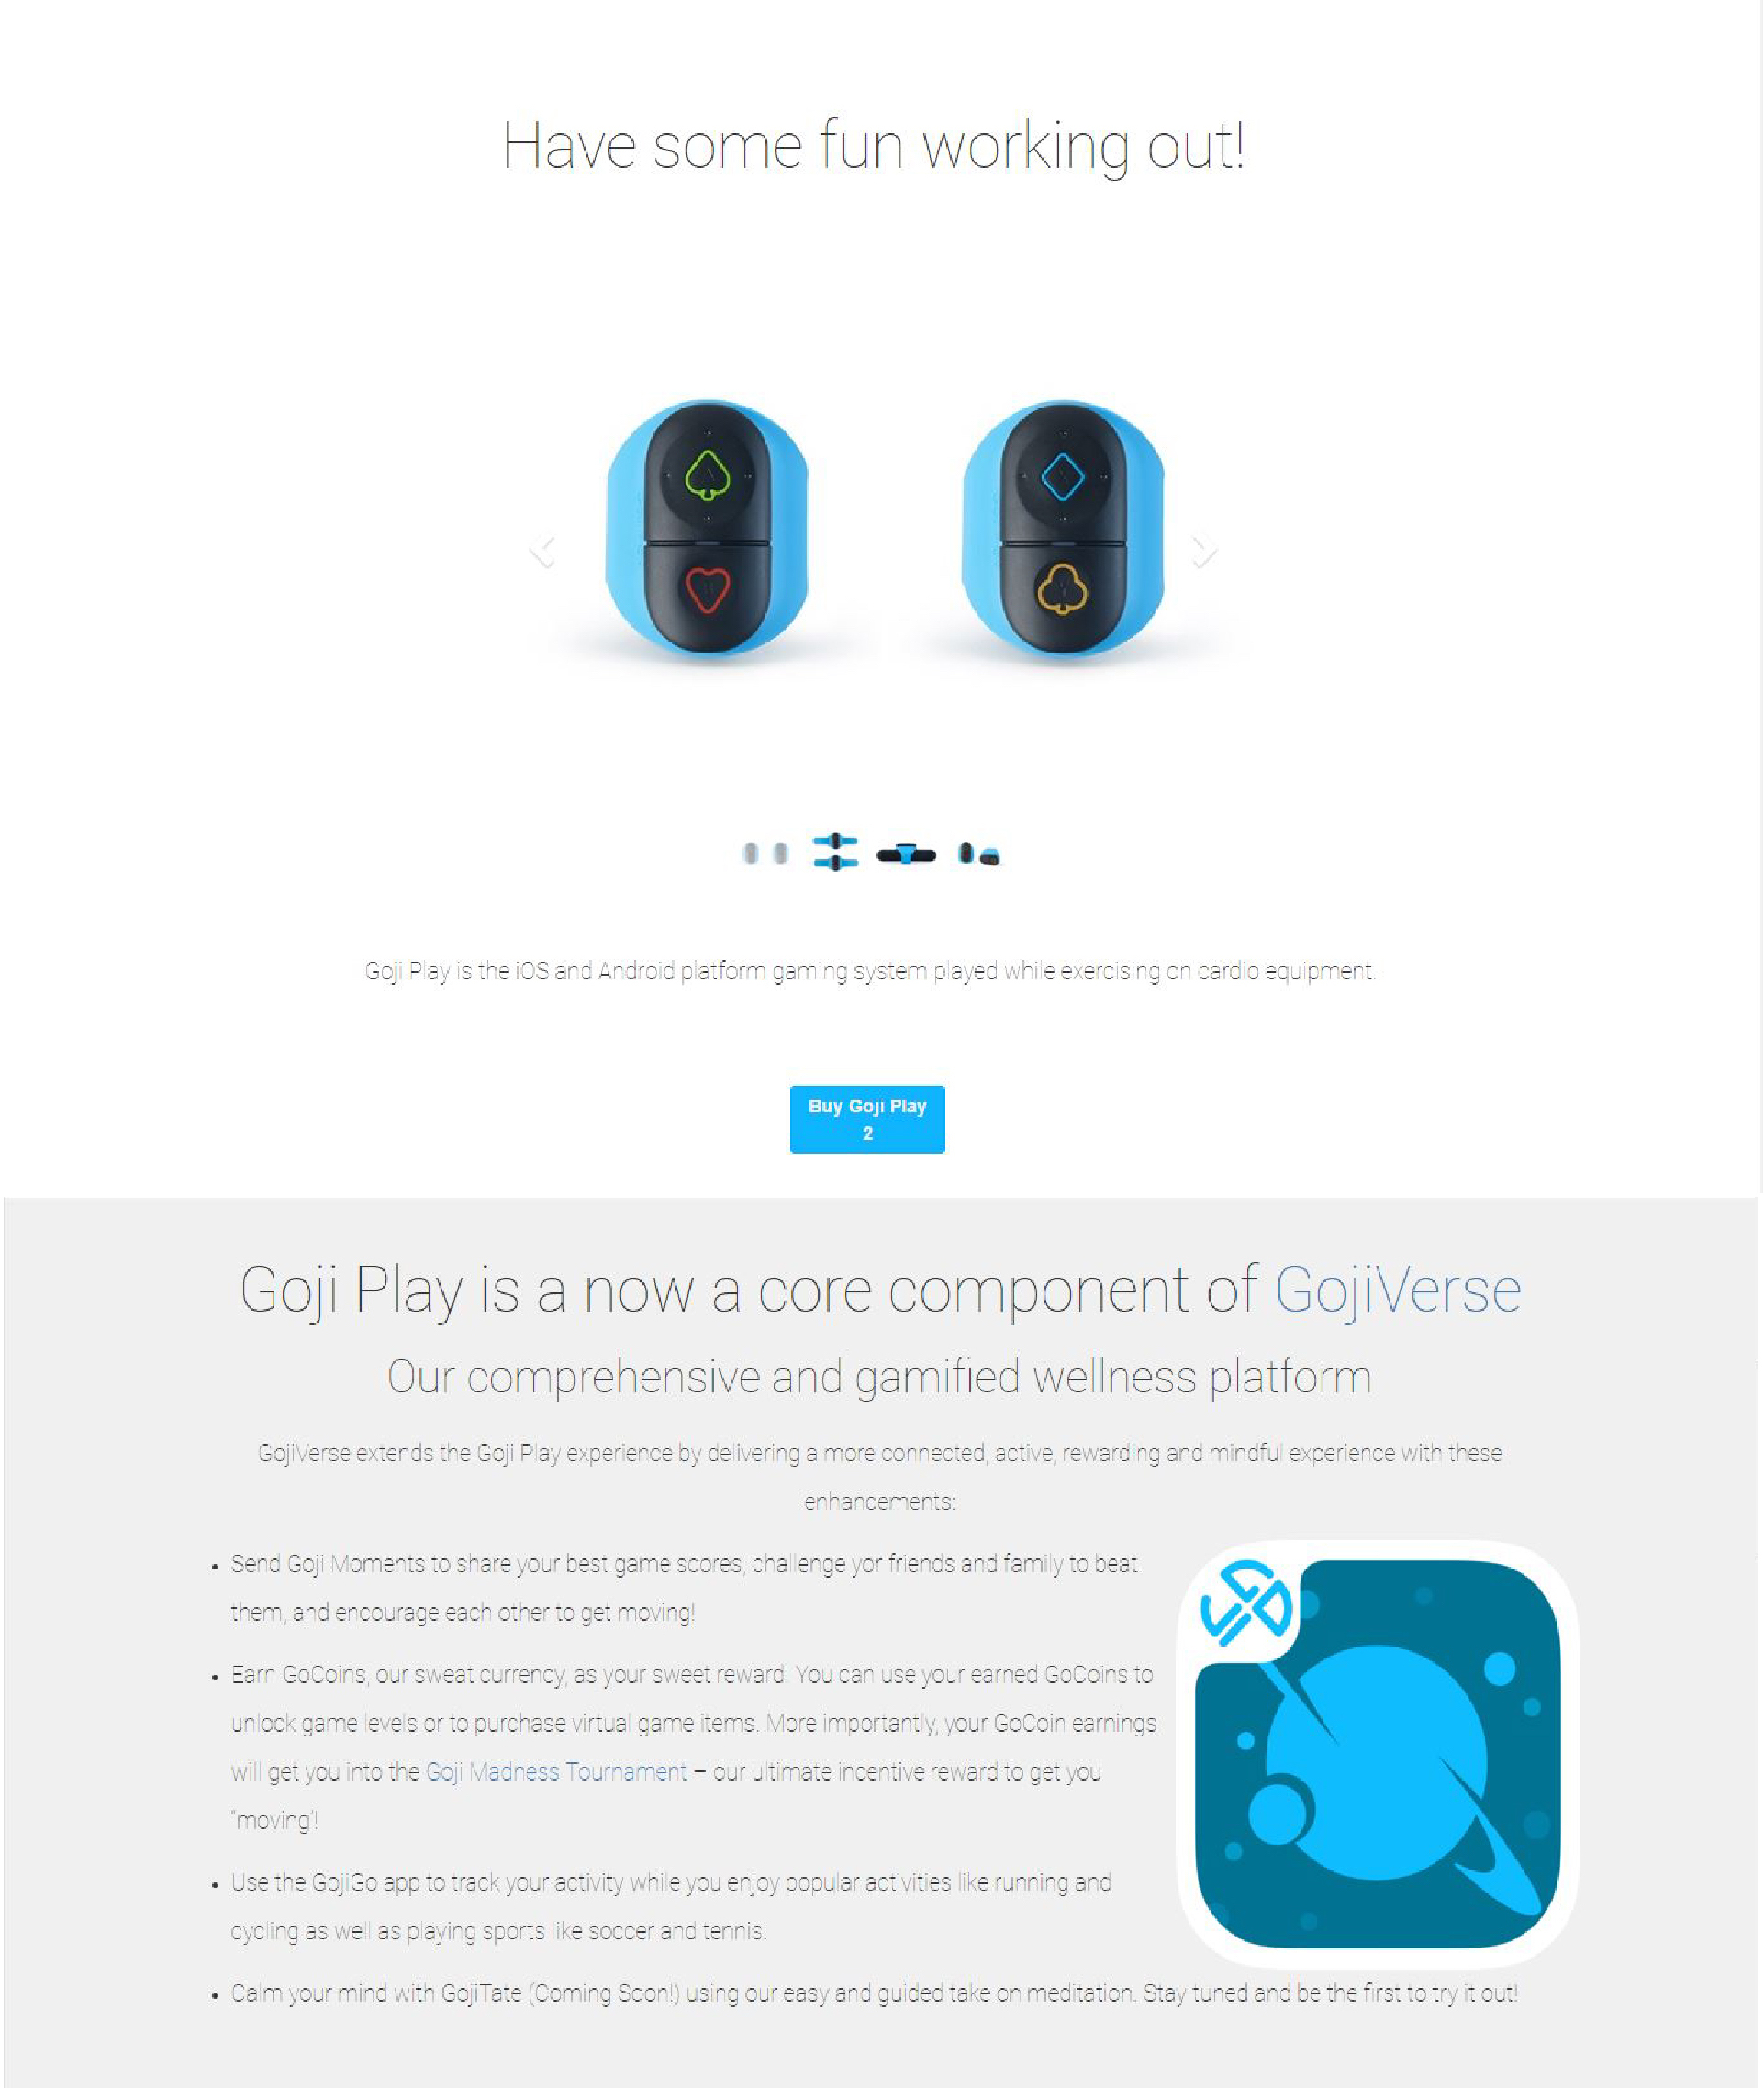 Have some fun working out!
Goji Play is the iOS and Android platform gaming system played while exercising on cardio equipment.
Buy Goji Play
2
Goji Play is a now a core component of GojiVerse
Our comprehensive and gamified wellness platform
GojiVerse extends the Goji Play experience by delivering a more connected, active, rewarding and mindful experience with these
enhancements:
• Send Goji Moments to share your best game scores, challenge yor friends and family to beat
them, and encourage each other to get moving!
• Earn GoCoins, our sweat currency, as your sweet reward. You can use your earned GoCoins to
unlock game levels or to purchase virtual game items. More importantly, your GoCoin earnings
will get you into the Goji Madness Tournament – our ultimate incentive reward to get you
“moving’!
• Use the GojiGo app to track your activity while you enjoy popular activities like running and
cycling as well as playing sports like soccer and tennis.
• Calm your mind with GojiTate (Coming Soon!) using our easy and guided take on meditation. Stay tuned and be the first to try it out!